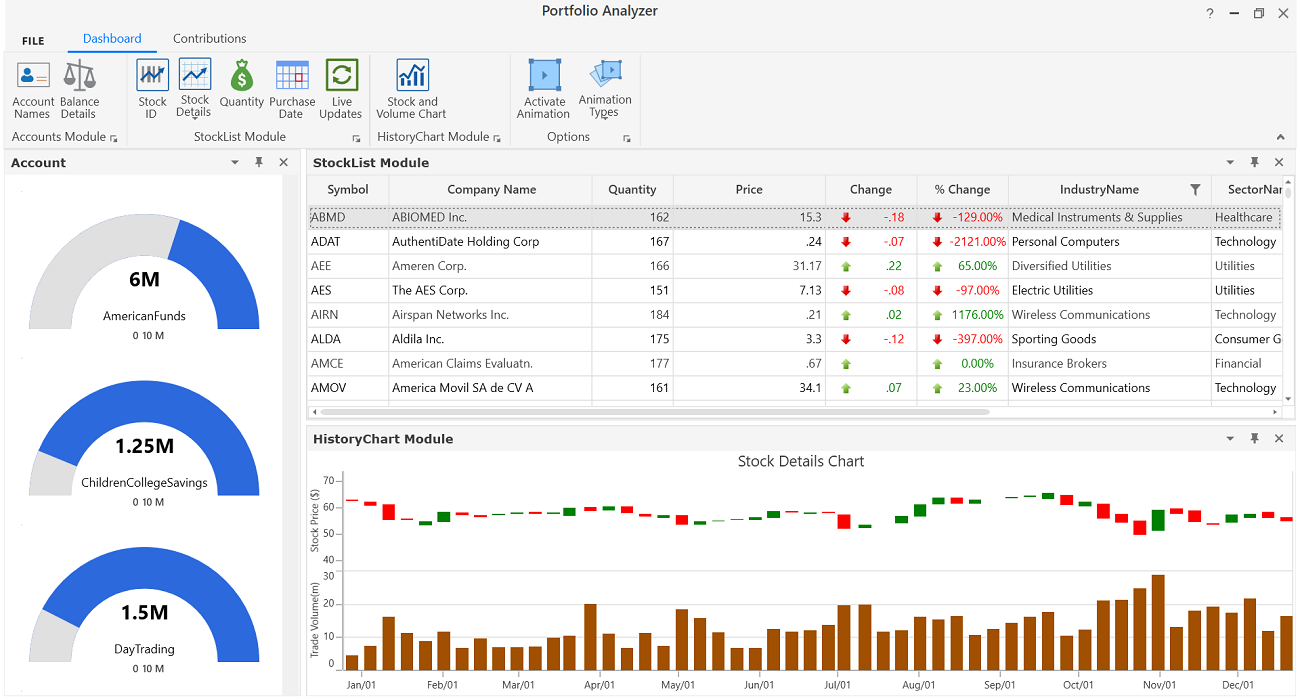 Portfolio Analyzer
?
FILE Dashboard Contributions
Account Names
Balance Details
Stock ID
Stock Details
Quantity
Purchase Date
Live Updates
Stock and Volume Chart
Activate Animation
Animation Types
Accounts Module StockList Module HistoryChart Module Options
Account
6M
AmericanFunds
0 10 M
1.25M
ChildrenCollegeSavings
0 10 M
1.5M
DayTrading
0 10 M
StockList Module
Symbol Company Name Quantity Price Change % Change IndustryName SectorNar
ABMD ABIOMED Inc. 162 15.3 -.18 -129.00% Medical Instruments & Supplies Healthcare
ADAT AuthentiDate Holding Corp 167 .24 -.07 -2121.00% Personal Computers Technology
AEE Ameren Corp. 166 31.17 .22 65.00% Diversified Utilities Utilities
AES The AES Corp. 151 7.13 -.08 -97.00% Electric Utilities Utilities
AIRN Airspan Networks Inc. 184 .21 .02 1176.00% Wireless Communications Technology
ALDA Aldila Inc. 175 3.3 -.12 -397.00% Sporting Goods Consumer G
AMCE American Claims Evaluatn. 177 .67 0.00% Insurance Brokers Financial
AMOV America Movil SA de CV A 161 34.1 .07 23.00% Wireless Communications Technology
HistoryChart Module
Stock Details Chart
Stock Price ($)
70
60
50
40
Trade Volume(m)
30
20
10
0
Jan/01 Feb/01 Mar/01 Apr/01 May/01 Jun/01 Jul/01 Aug/01 Sep/01 Oct/01 Nov/01 Dec/01